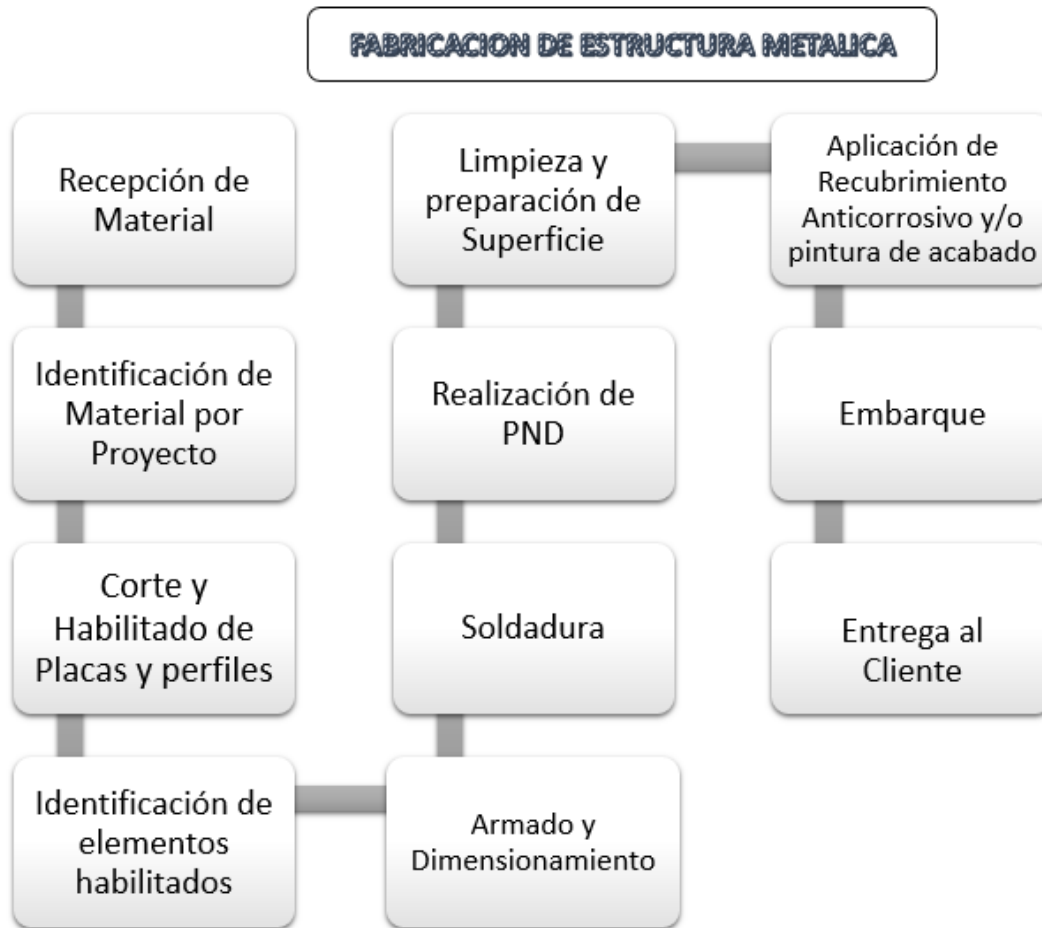 FABRICACION DE ESTRUCTURA METALICA
Recepción de
Material
Identificación de
Material por
Proyecto
Corte y
Habilitado de
Placas y perfiles
Identificación de
elementos
habilitados
Armado y
Dimensionamiento
Soldadura
Realización de
PND
Limpieza y
preparación de
Superficie
Aplicación de
Recubrimiento
Anticorrosivo y/o
pintura de acabado
Embarque
Entrega al
Cliente